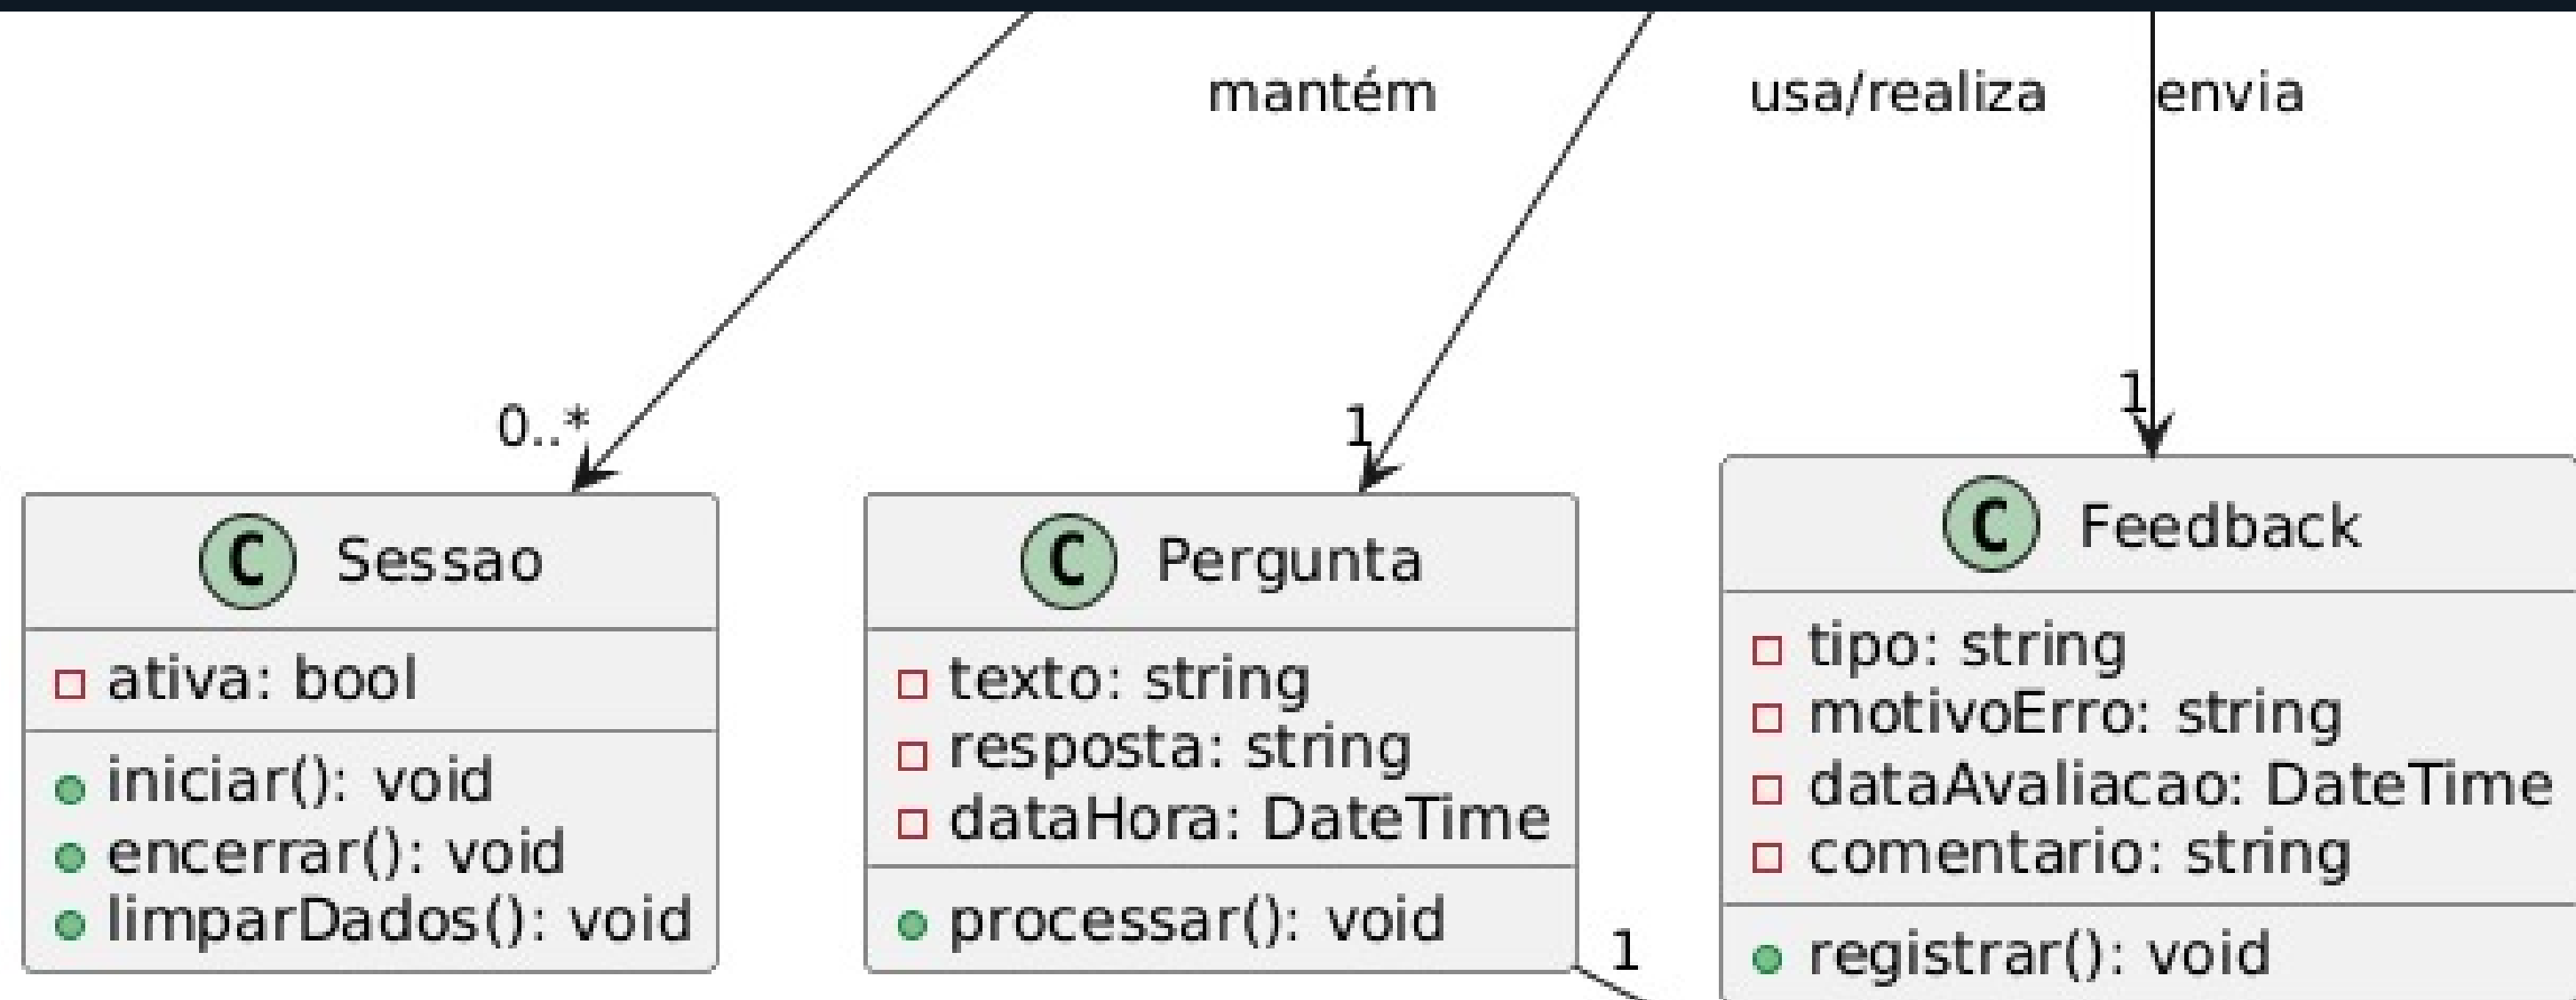 mantém
usa/realiza
envia
0..*
1
1
C Sessao
ativa: bool
iniciar(): void
encerrar(): void
limparDados(): void
C Pergunta
texto: string
resposta: string
dataHora: DateTime
processar(): void
1
C Feedback
tipo: string
motivoErro: string
dataAvaliacao: DateTime
comentario: string
registrar(): void